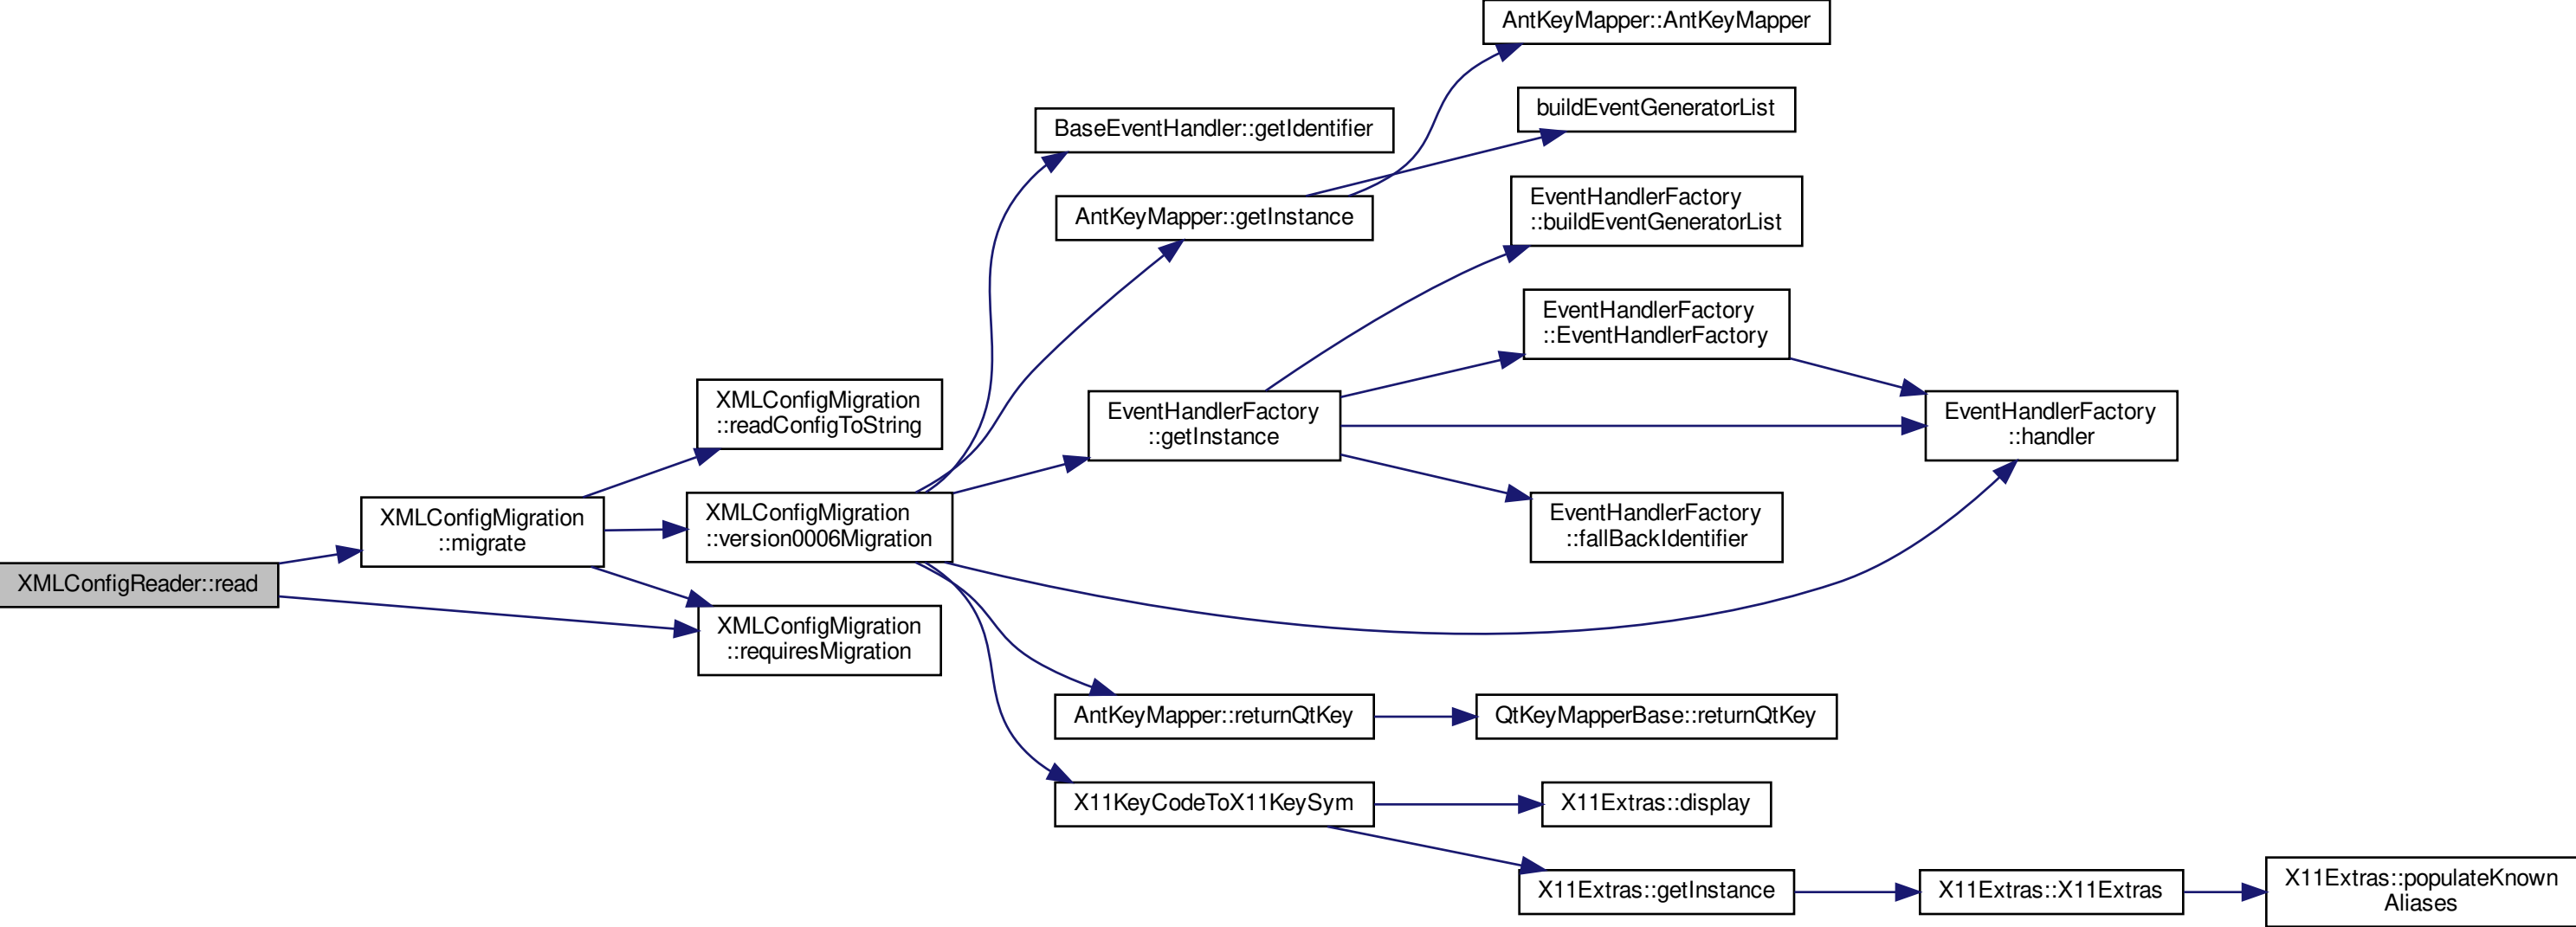 XMLConfigReader::read
XMLConfigMigration
::migrate
XMLConfigMigration
::readConfigToString
XMLConfigMigration
::version0006Migration
XMLConfigMigration
::requiresMigration
BaseEventHandler::getIdentifier
AntKeyMapper::getInstance
EventHandlerFactory
::getInstance
AntKeyMapper::returnQtKey
X11KeyCodeToX11KeySym
AntKeyMapper::AntKeyMapper
buildEventGeneratorList
EventHandlerFactory
::buildEventGeneratorList
EventHandlerFactory
::EventHandlerFactory
EventHandlerFactory
::fallBackIdentifier
QtKeyMapperBase::returnQtKey
X11Extras::display
X11Extras::getInstance
EventHandlerFactory
::handler
X11Extras::X11Extras
X11Extras::populateKnown
Aliases